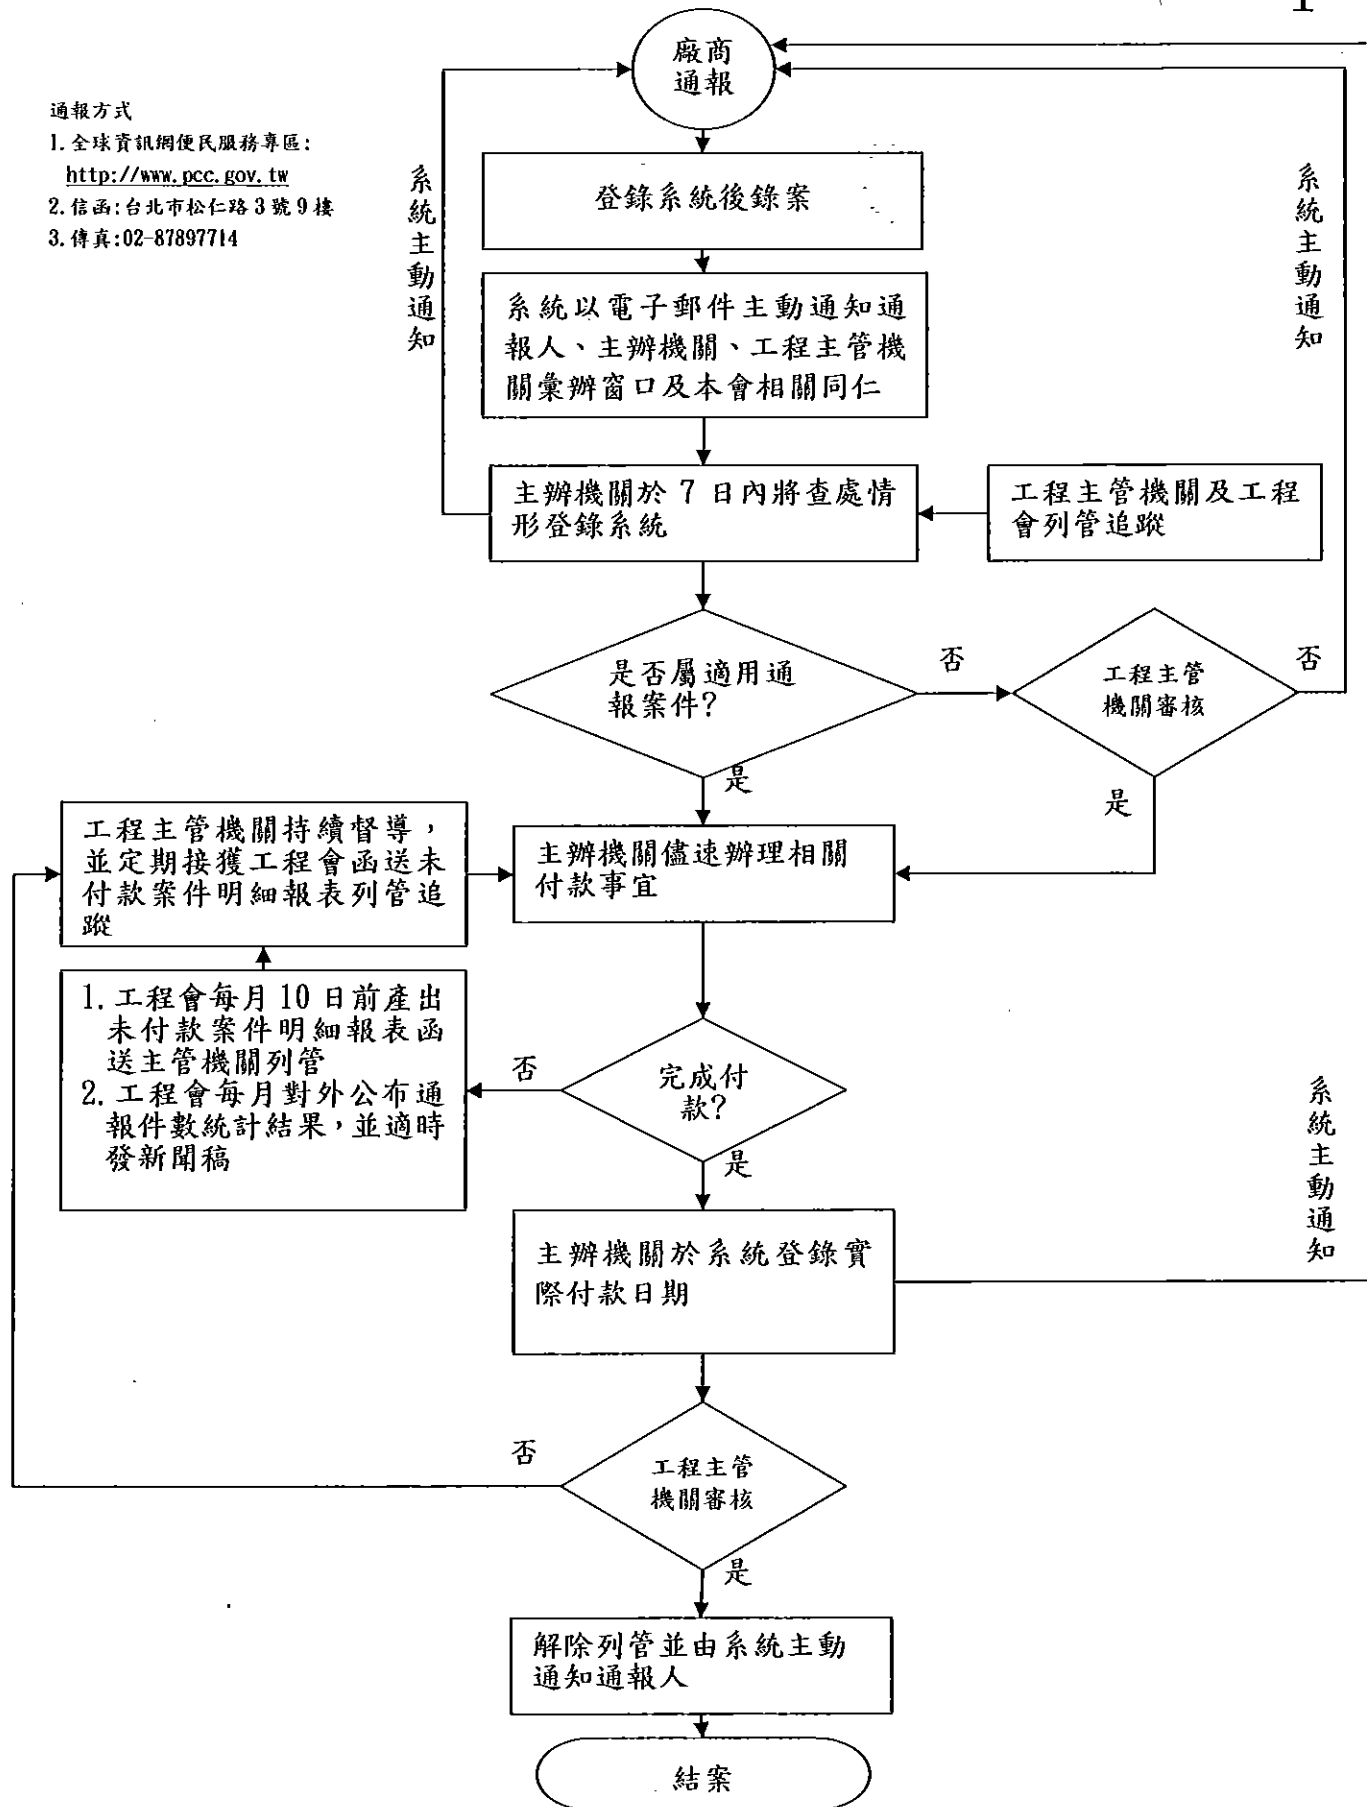 廠商
通報
通報方式
1.全球資訊網便民服務專區:
http://www.pcc.gov.tw
2.信函:台北市松仁路3號9樓
3.傳真:02-87897714
系統主動通知
系統主動通知
登錄系統後錄案
系統以電子郵件主動通知通
報人、主辦機關、工程主管機
關彙辦窗口及本會相關同仁
主辦機關於 7 日內將查處情
形登錄系統
工程主管機關及工程
會列管追蹤
是否屬適用通
報案件?
否
工程主管
機關審核
否
是
是
工程主管機關持續督導,
並定期接獲工程會函送未
付款案件明細報表列管追
蹤
主辦機關儘速辦理相關
付款事宜
1.工程會每月 10 日前產出
未付款案件明細報表函
送主管機關列管
2.工程會每月對外公布通
報件數統計結果,並適時
發新聞稿
否
完成付
款?
是
系統主動通知
主辦機關於系統登錄實
際付款日期
否
工程主管
機關審核
是
解除列管並由系統主動
通知通報人
結案